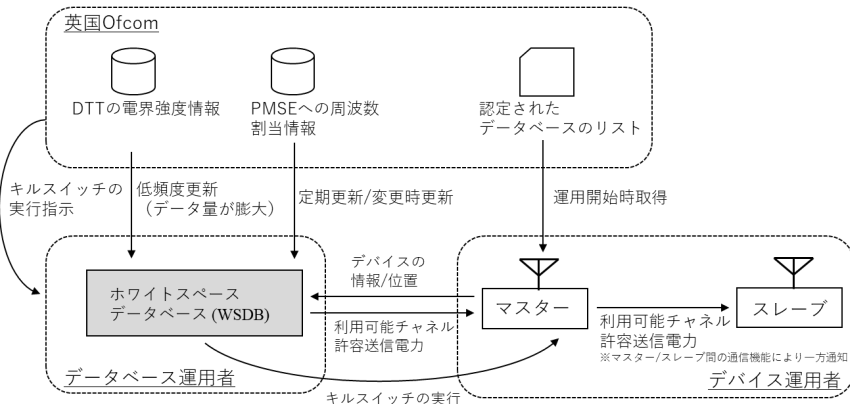 英国Ofcom
DTTの電界強度情報
PMSEへの周波数
割当情報
認定された
データベースのリスト
キルスイッチの
実行指示
低頻度更新
（データ量が膨大）
定期更新/変更時更新
運用開始時取得
デバイスの
情報/位置
ホワイトスペース
データベース (WSDB)
マスター
スレーブ
利用可能チャネル
許容送信電力
利用可能チャネル
許容送信電力
※マスター/スレーブ間の通信機能により一方通知
データベース運用者
デバイス運用者
キルスイッチの実行